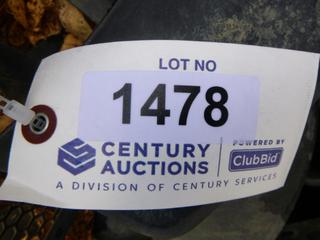 LOT NO
1478
CENTURY
AUCTIONS
POWERED BY
ClubBid
A DIVISION OF CENTURY SERVICES